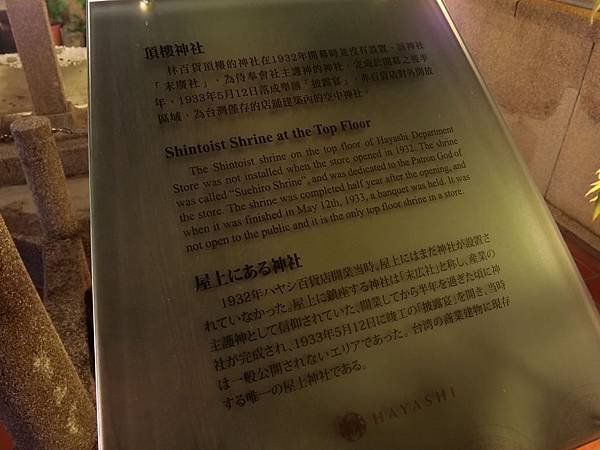 頂樓神社
林百貨頂樓的神社在1932年開幕時並沒有設置。該神社
「末廣社」，為侍奉會社主護神的神社，完成於開幕之後半
年，1933年5月12日落成舉辦「披露宴」，非百貨店對外開放
區域，為台灣保存的店舖建築內的空中神社。
Shintoist Shrine at the Top Floor
The Shintoist shrine on the top floor of Hayashi Department
Store was not installed when the store opened in 1932. The shrine
was called “Suehiro Shrine”, and was dedicated to the Patron God of
the store. The shrine was completed half year after the opening, and
when it was finished in May 12th, 1933, a banquet was held. It was
not open to the public and it is the only top floor shrine in a store.
屋上にある神社
1932年ハヤシ百貨店開業当時。屋上にはまだ神社が設置さ
れていなかった。屋上に鎮座する神社は「末広社」と称し、産業の
主護神として信仰されていた。開業してから半年を過ぎた頃に神
社が完成され、1933年5月12日に竣工の「披露宴」を開き、当時
は一般公開されないエリアであった。台湾の商業建物に現存
する唯一の屋上神社である。
HAYASHI